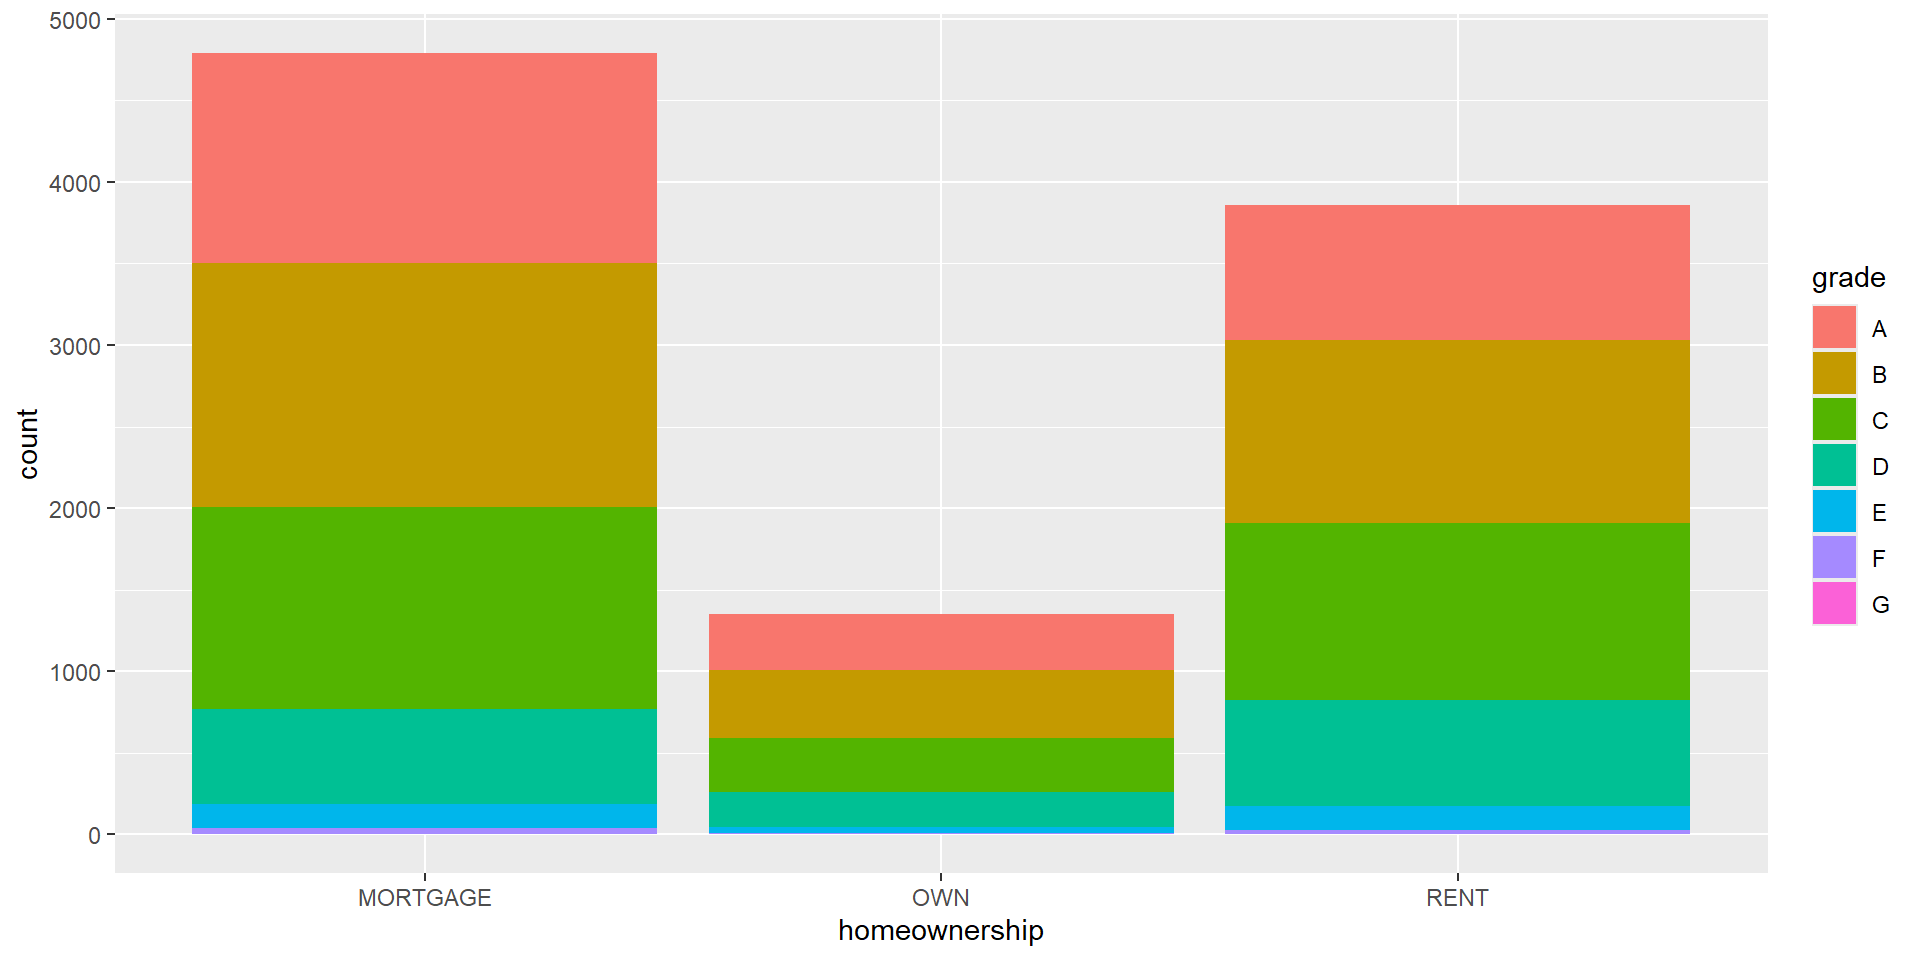 5000
4000
3000
2000
1000
0
count
MORTGAGE
OWN
RENT
homeownership
grade
A
B
C
D
E
F
G